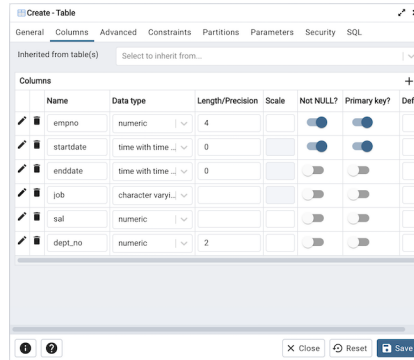 Create - Table
General Columns Advanced Constraints Partitions Parameters Security SQL
Inherited from table(s) Select to inherit from...
Columns
Name Data type Length/Precision Scale Not NULL? Primary key? Def
empno numeric 4
startdate time with time ... 0
enddate time with time ... 0
job character varyi...
sal numeric
dept_no numeric 2
Close Reset Save